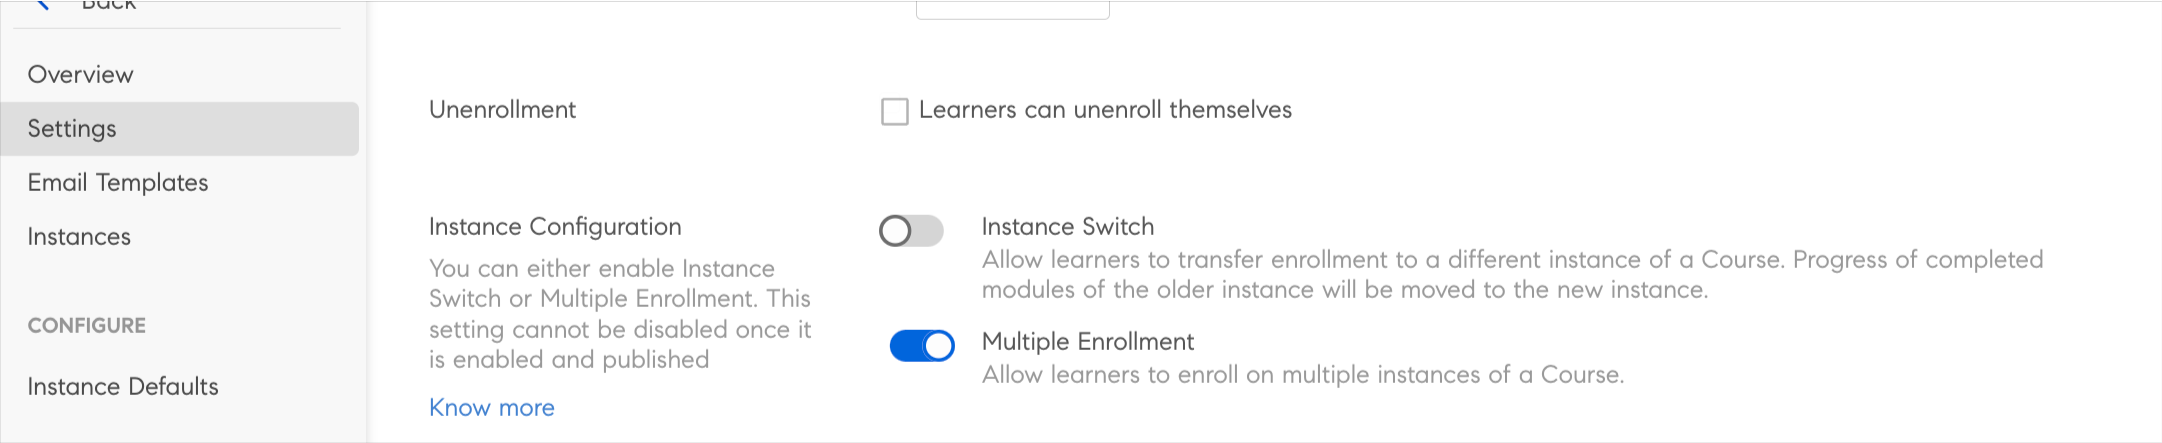 Back
Overview
Settings
Email Templates
Instances
CONFIGURE
Instance Defaults
Unenrollment
Learners can unenroll themselves
Instance Configuration
You can either enable Instance
Switch or Multiple Enrollment. This
setting cannot be disabled once it
is enabled and published
Know more
Instance Switch
Allow learners to transfer enrollment to a different instance of a Course. Progress of completed
modules of the older instance will be moved to the new instance.
Multiple Enrollment
Allow learners to enroll on multiple instances of a Course.